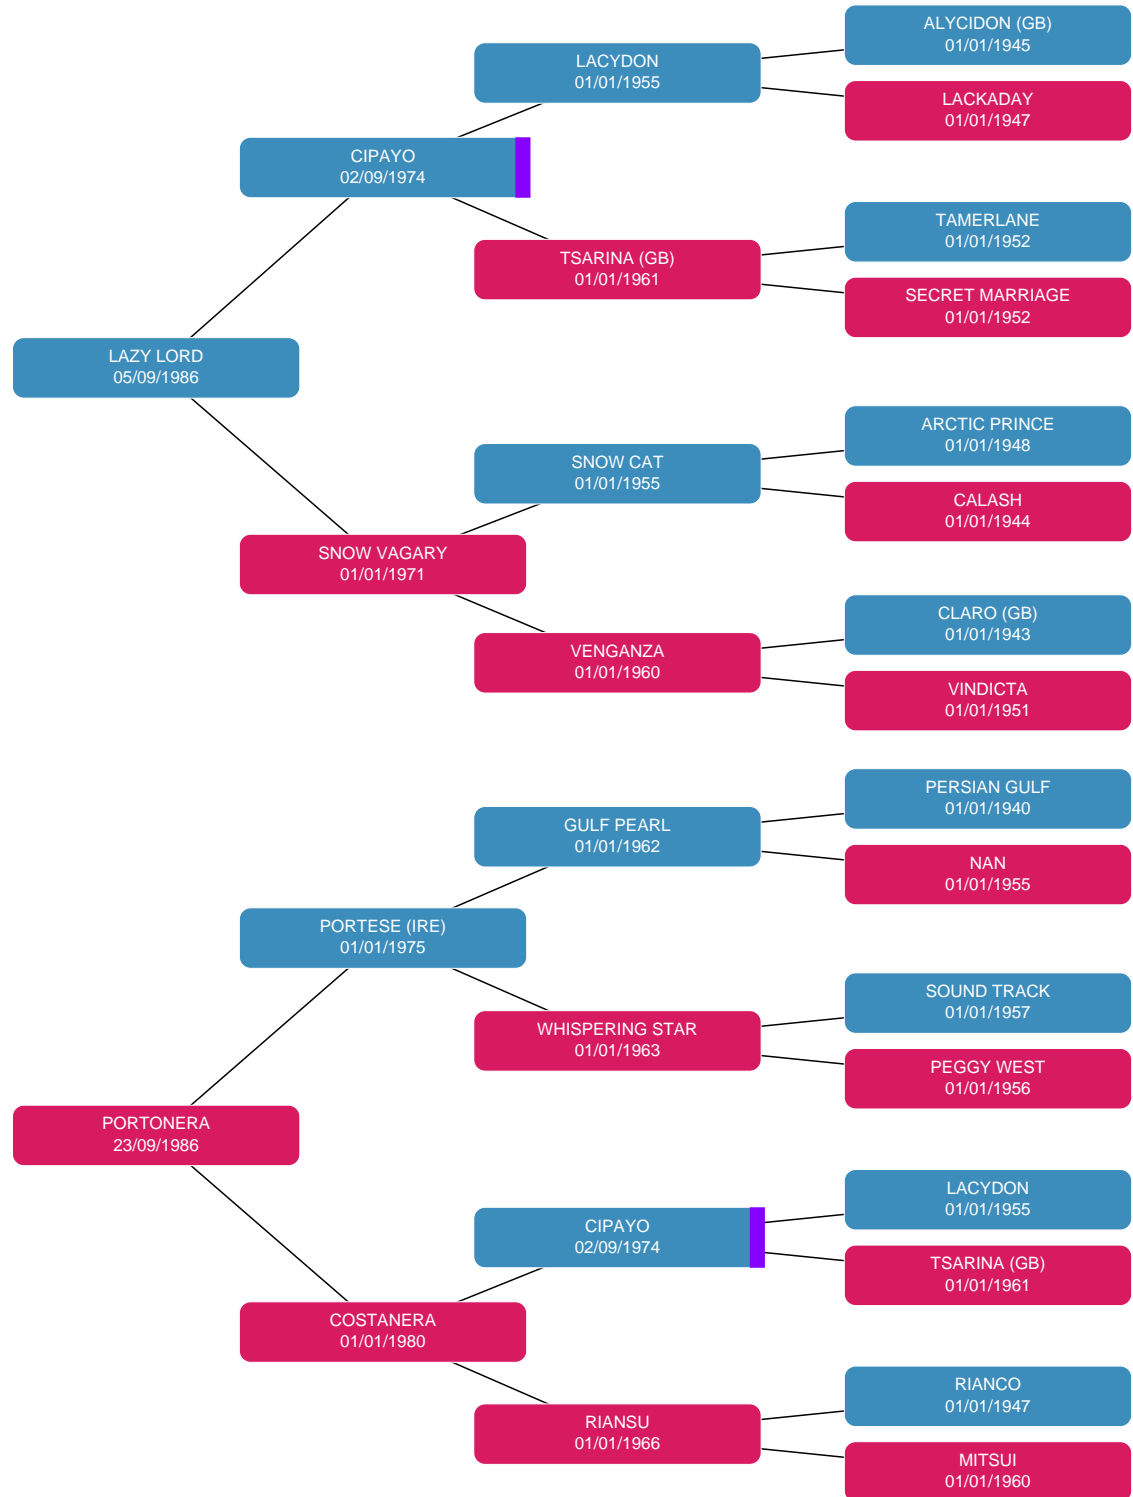 ALYCIDON (GB)
01/01/1945
LACYDON
01/01/1955
LACKADAY
01/01/1947
CIPAYO
02/09/1974
TAMERLANE
01/01/1952
TSARINA (GB)
01/01/1961
SECRET MARRIAGE
01/01/1952
LAZY LORD
05/09/1986
ARCTIC PRINCE
01/01/1948
SNOW CAT
01/01/1955
CALASH
01/01/1944
SNOW VAGARY
01/01/1971
CLARO (GB)
01/01/1943
VENGANZA
01/01/1960
VINDICTA
01/01/1951
PERSIAN GULF
01/01/1940
GULF PEARL
01/01/1962
NAN
01/01/1955
PORTESE (IRE)
01/01/1975
SOUND TRACK
01/01/1957
WHISPERING STAR
01/01/1963
PEGGY WEST
01/01/1956
PORTONERA
23/09/1986
LACYDON
01/01/1955
CIPAYO
02/09/1974
TSARINA (GB)
01/01/1961
COSTANERA
01/01/1980
RIANCO
01/01/1947
RIANSU
01/01/1966
MITSUI
01/01/1960